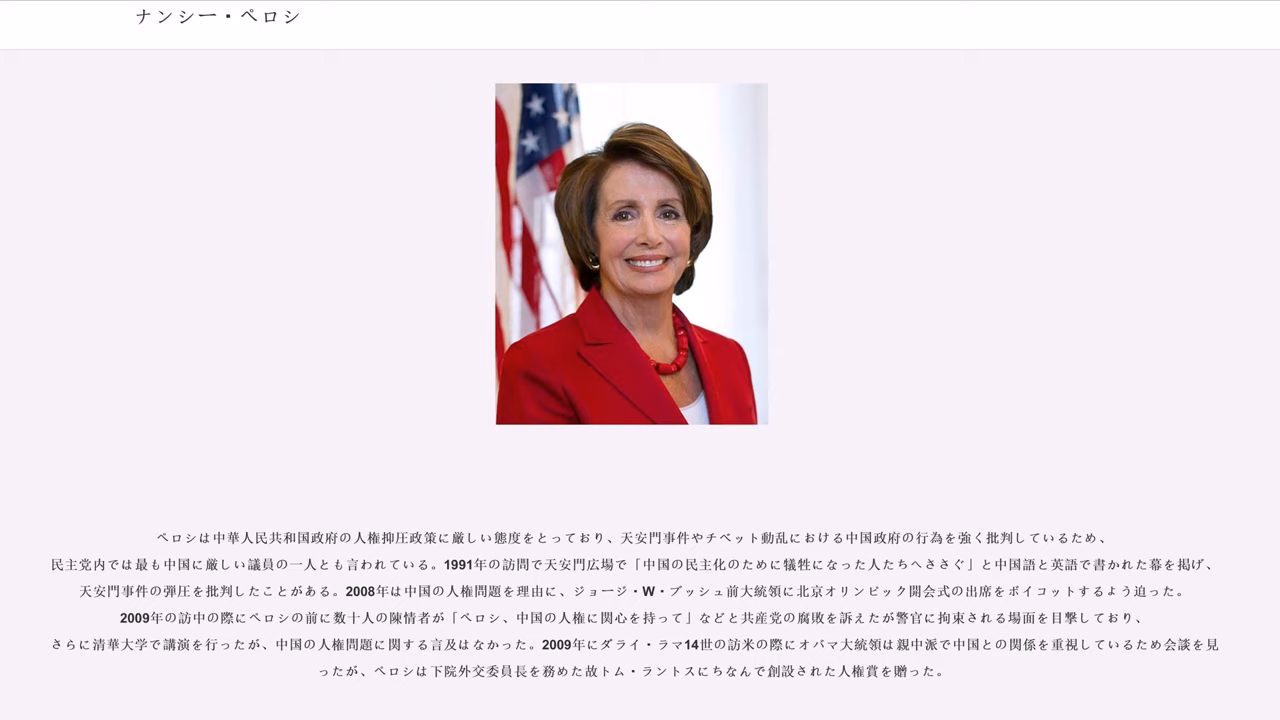 ナンシー・ペロシ
ペロシは中華人民共和国政府の人権抑圧政策に厳しい態度をとっており、天安門事件やチベット動乱における中国政府の行為を強く批判しているため、
民主党内では最も中国に厳しい議員の一人とも言われている。1991年の訪問で天安門広場で「中国の民主化のために犠牲になった人たちへささぐ」と中国語と英語で書かれた幕を掲げ、
天安門事件の弾圧を批判したことがある。2008年は中国の人権問題を理由に、ジョージ・W・ブッシュ前大統領に北京オリンピック開会式の出席をボイコットするよう迫った。
2009年の訪中の際にペロシの前に数十人の陳情者が「ペロシ、中国の人権に関心を持って」などと共産党の腐敗を訴えたが警官に拘束される場面を目撃しており、
さらに清華大学で講演を行ったが、中国の人権問題に関する言及はなかった。2009年にダライ・ラマ14世の訪米の際にオバマ大統領は親中派で中国との関係を重視しているため会談を見
ったが、ペロシは下院外交委員長を務めた故トム・ラントスにちなんで創設された人権賞を贈った。